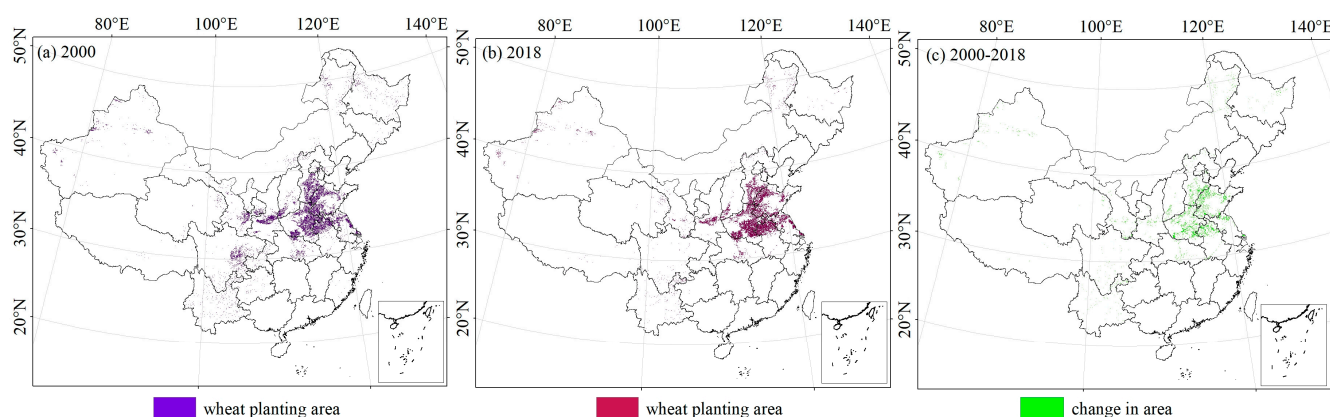 80°E 100°E 120°E 140°E
80°E 100°E 120°E 140°E
80°E 100°E 120°E 140°E
50°N
40°N
30°N
20°N
(a) 2000
50°N
40°N
30°N
20°N
(b) 2018
50°N
40°N
30°N
20°N
(c) 2000-2018
wheat planting area
wheat planting area
change in area